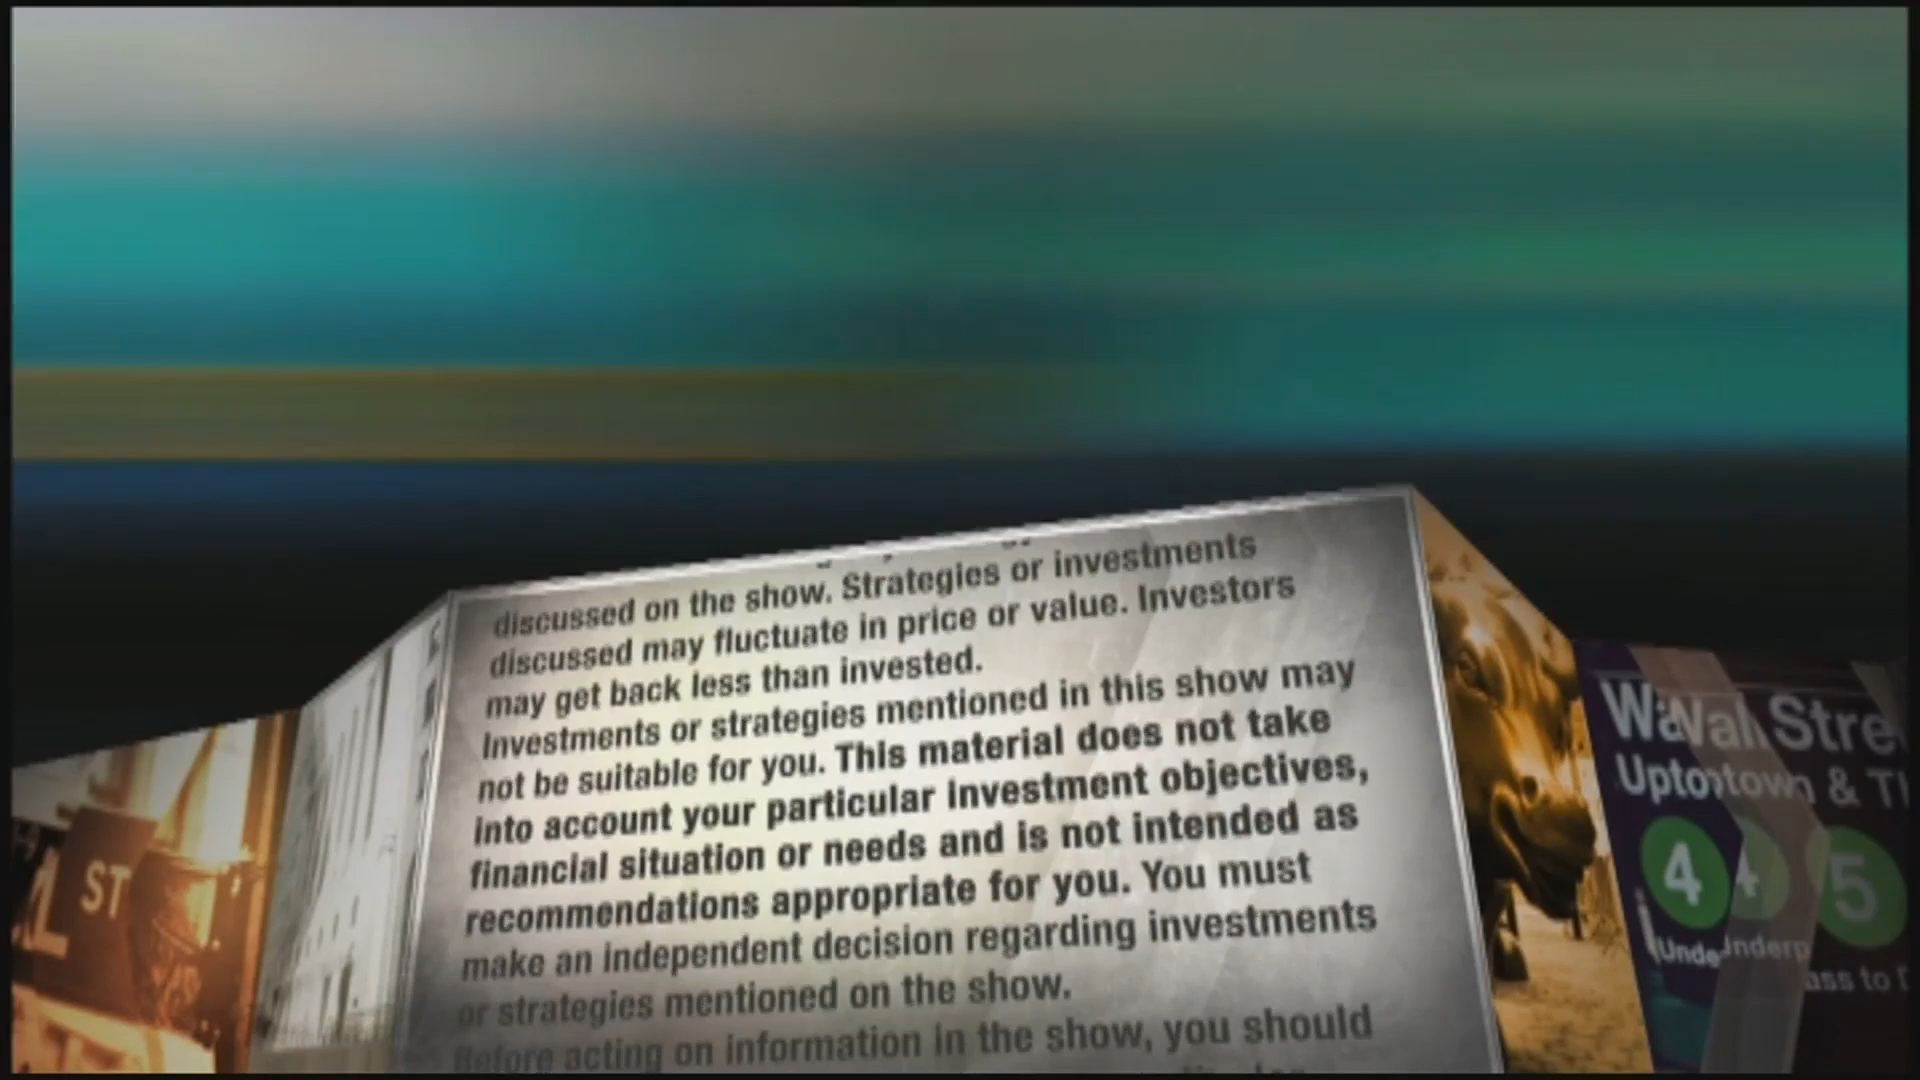 discussed on the show. Strategies or investments
discussed may fluctuate in price or value. Investors
may get back less than invested.
Investments or strategies mentioned in this show may
not be suitable for you. This material does not take
into account your particular investment objectives,
financial situation or needs and is not intended as
recommendations appropriate for you. You must
make an independent decision regarding investments
or strategies mentioned on the show.
Before acting on information in the show, you should
ST
Wall Stre
Uptown & T
4 4 5
Unde Underp
ass to